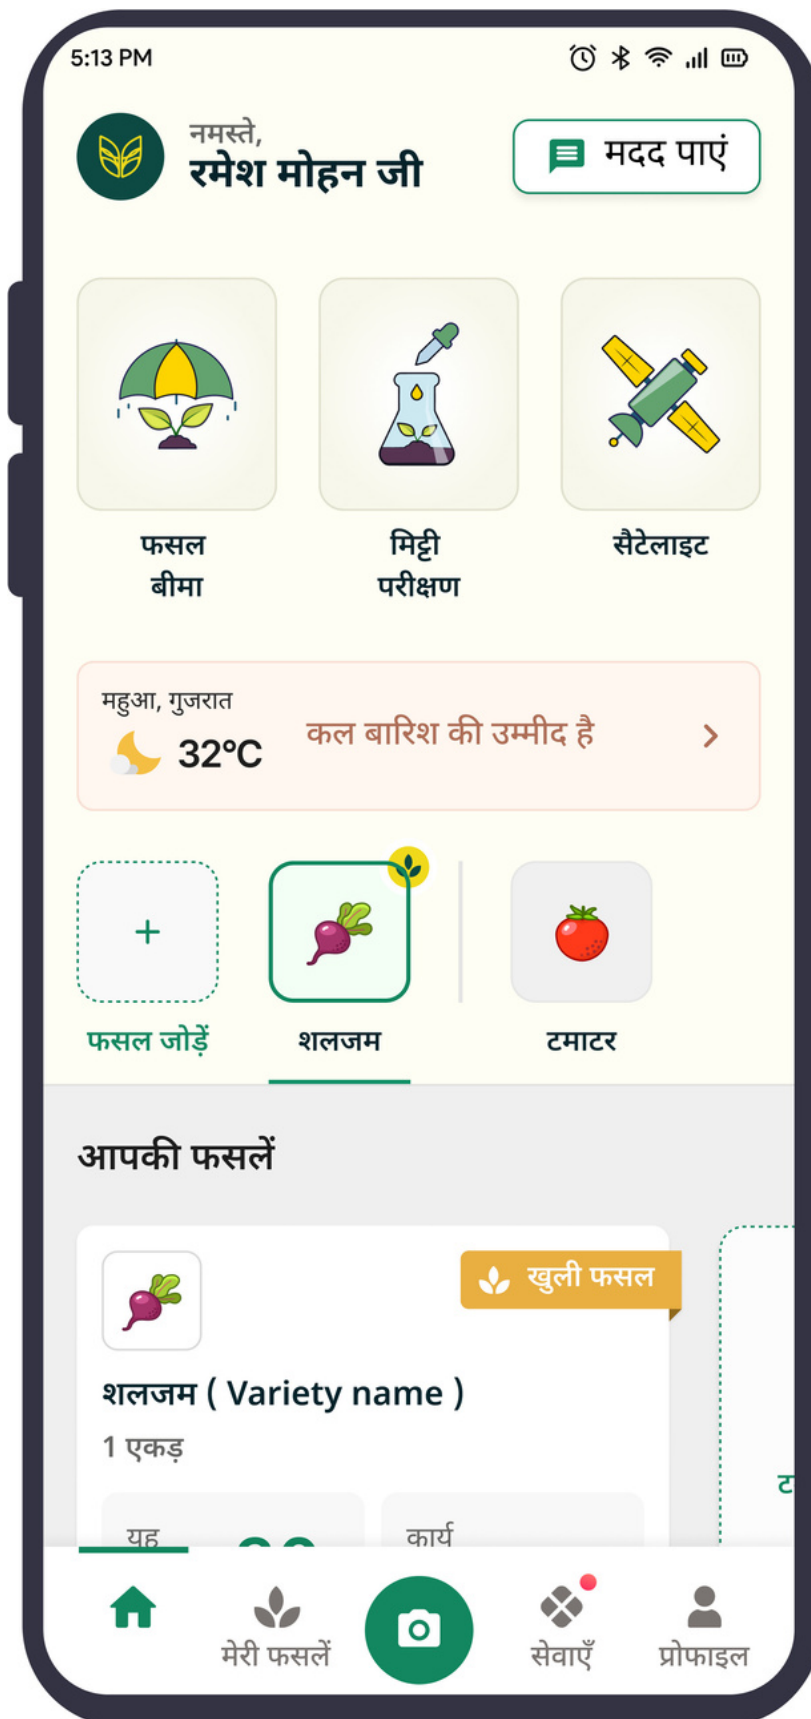 5:13 PM
नमस्ते,
रमेश मोहन जी
मदद पाएं
फसल
बीमा
मिट्टी
परीक्षण
सैटेलाइट
महुआ, गुजरात
32°C
कल बारिश की उम्मीद है
फसल जोड़ें
शलजम
टमाटर
आपकी फसलें
खुली फसल
शलजम ( Variety name )
1 एकड़
यह
कार्य
मेरी फसलें
सेवाएँ
प्रोफाइल